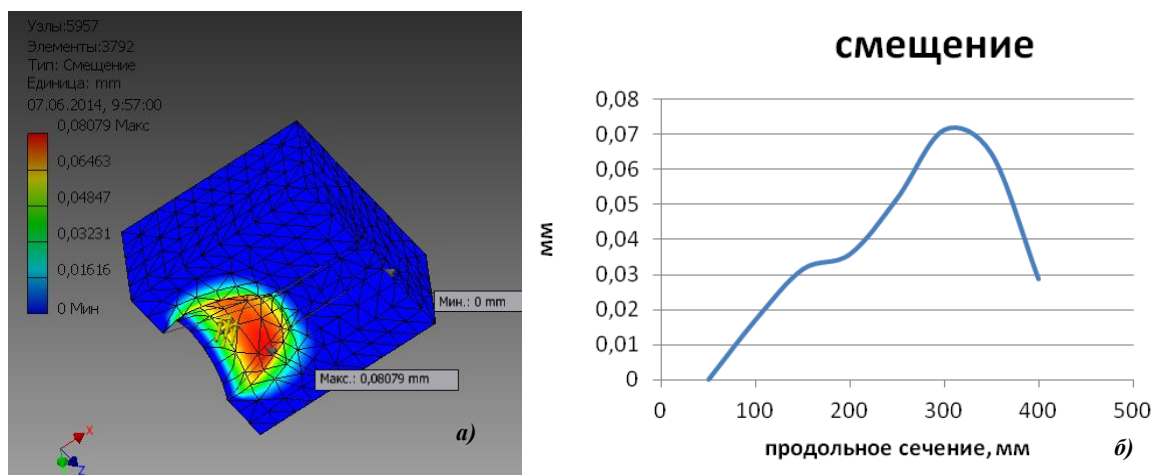 Узлы:5957
Элементы:3792
Тип: Смещение
Единица: mm
07.06.2014, 9:57:00
0,08079 Макс
0,06463
0,04847
0,03231
0,01616
0 Мин
Мин.: 0 mm
Макс.: 0,08079 mm
X
Z
а)
смещение
0,08
0,07
0,06
0,05
0,04
0,03
0,02
0,01
0
мм
0 100 200 300 400 500
продольное сечение, мм
б)